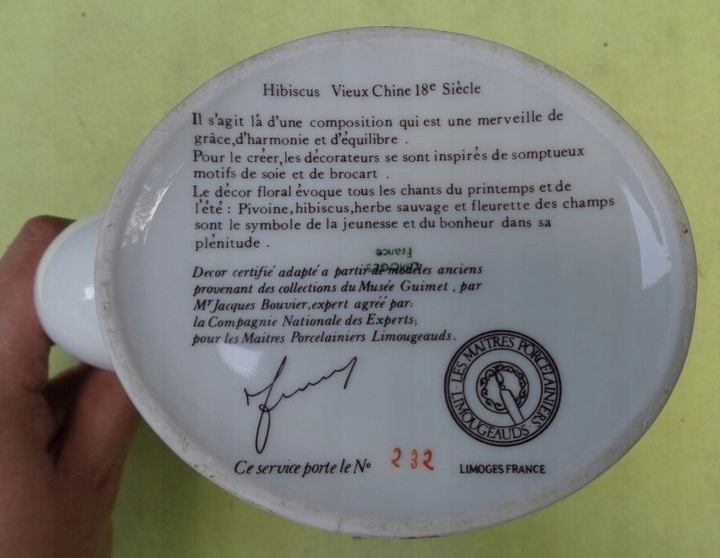 Hibiscus Vieux Chine 18e Siècle
Il s'agit là d'une composition qui est une merveille de
grâce,d'harmonie et d'équilibre .
Pour le créer,les décorateurs se sont inspirés de somptueux
motifs de soie et de brocart .
Le décor floral évoque tous les chants du printemps et de
l'été : Pivoine,hibiscus,herbe sauvage et fleurette des champs
sont le symbole de la jeunesse et du bonheur dans sa
plénitude .
LIMOGES
France
Decor certifié adapté a partir de modèles anciens
provenant des collections du Musée Guimet , par
Mr Jacques Bouvier,expert agréé par:
la Compagnie Nationale des Experts;
pour les Maitres Porcelainiers Limougeauds.
LES MAITRES PORCELAINIERS LIMOUGEAUDS
Ce service porte le No 232
LIMOGES FRANCE